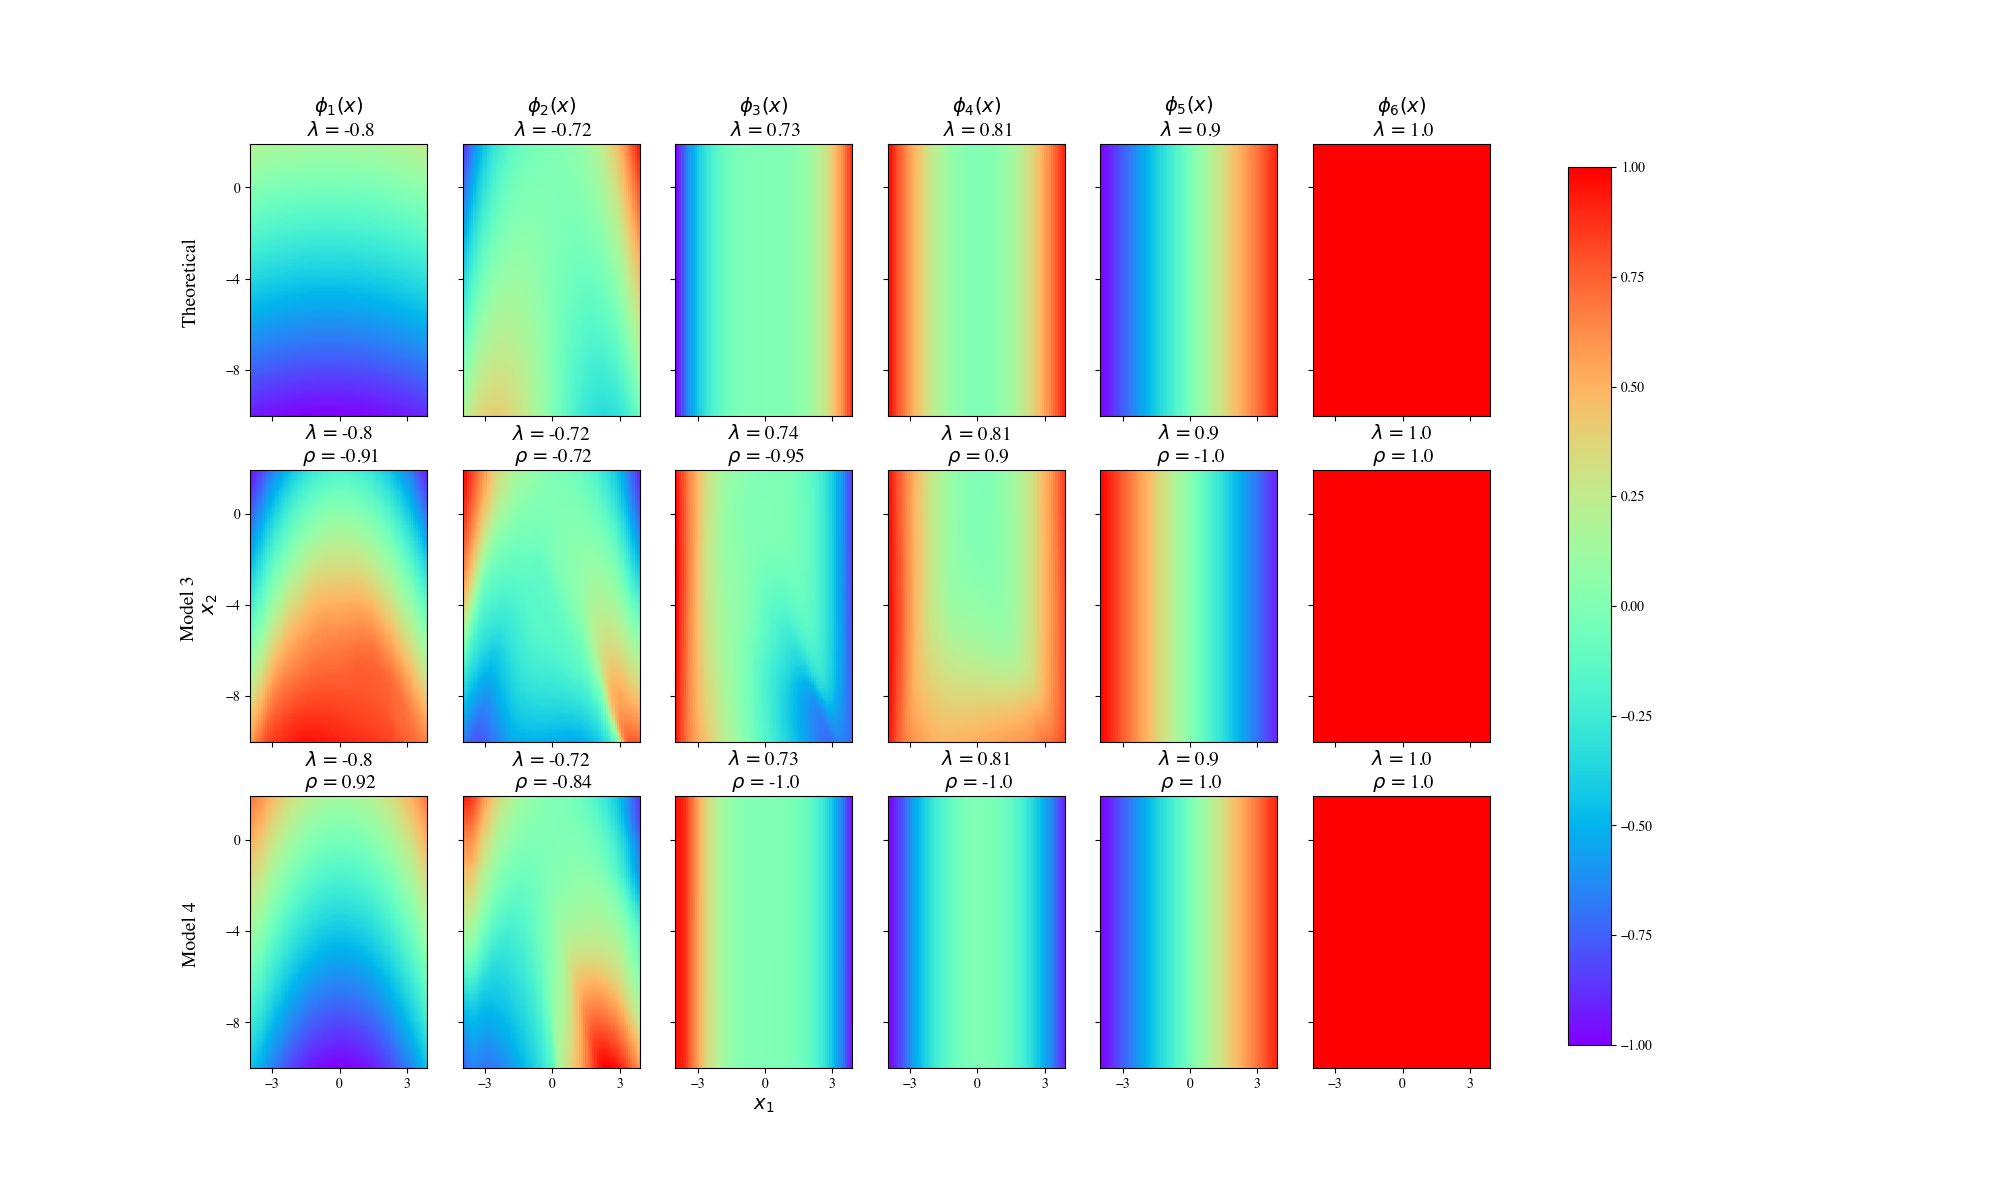 ϕ₁(x) ϕ₂(x) ϕ₃(x) ϕ₄(x) ϕ₅(x) ϕ₆(x)
λ = -0.8 λ = -0.72 λ = 0.73 λ = 0.81 λ = 0.9 λ = 1.0
Theoretical
0
−4
−8
λ = -0.8 λ = -0.72 λ = 0.74 λ = 0.81 λ = 0.9 λ = 1.0
ρ = -0.91 ρ = -0.72 ρ = -0.95 ρ = 0.9 ρ = -1.0 ρ = 1.0
Model 3
x₂
0
−4
−8
λ = -0.8 λ = -0.72 λ = 0.73 λ = 0.81 λ = 0.9 λ = 1.0
ρ = 0.92 ρ = -0.84 ρ = -1.0 ρ = -1.0 ρ = 1.0 ρ = 1.0
Model 4
0
−4
−8
−3 0 3 −3 0 3 −3 0 3 −3 0 3 −3 0 3 −3 0 3
x₁
1.00
0.75
0.50
0.25
0.00
−0.25
−0.50
−0.75
−1.00